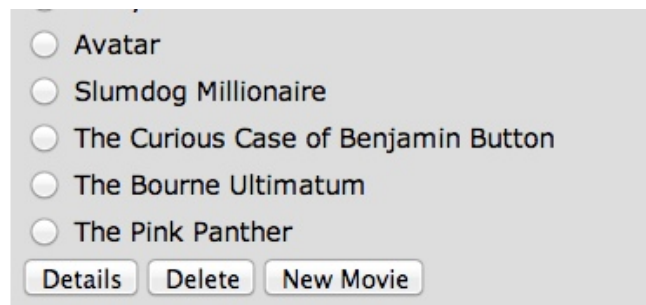 Avatar
Slumdog Millionaire
The Curious Case of Benjamin Button
The Bourne Ultimatum
The Pink Panther
Details Delete New Movie